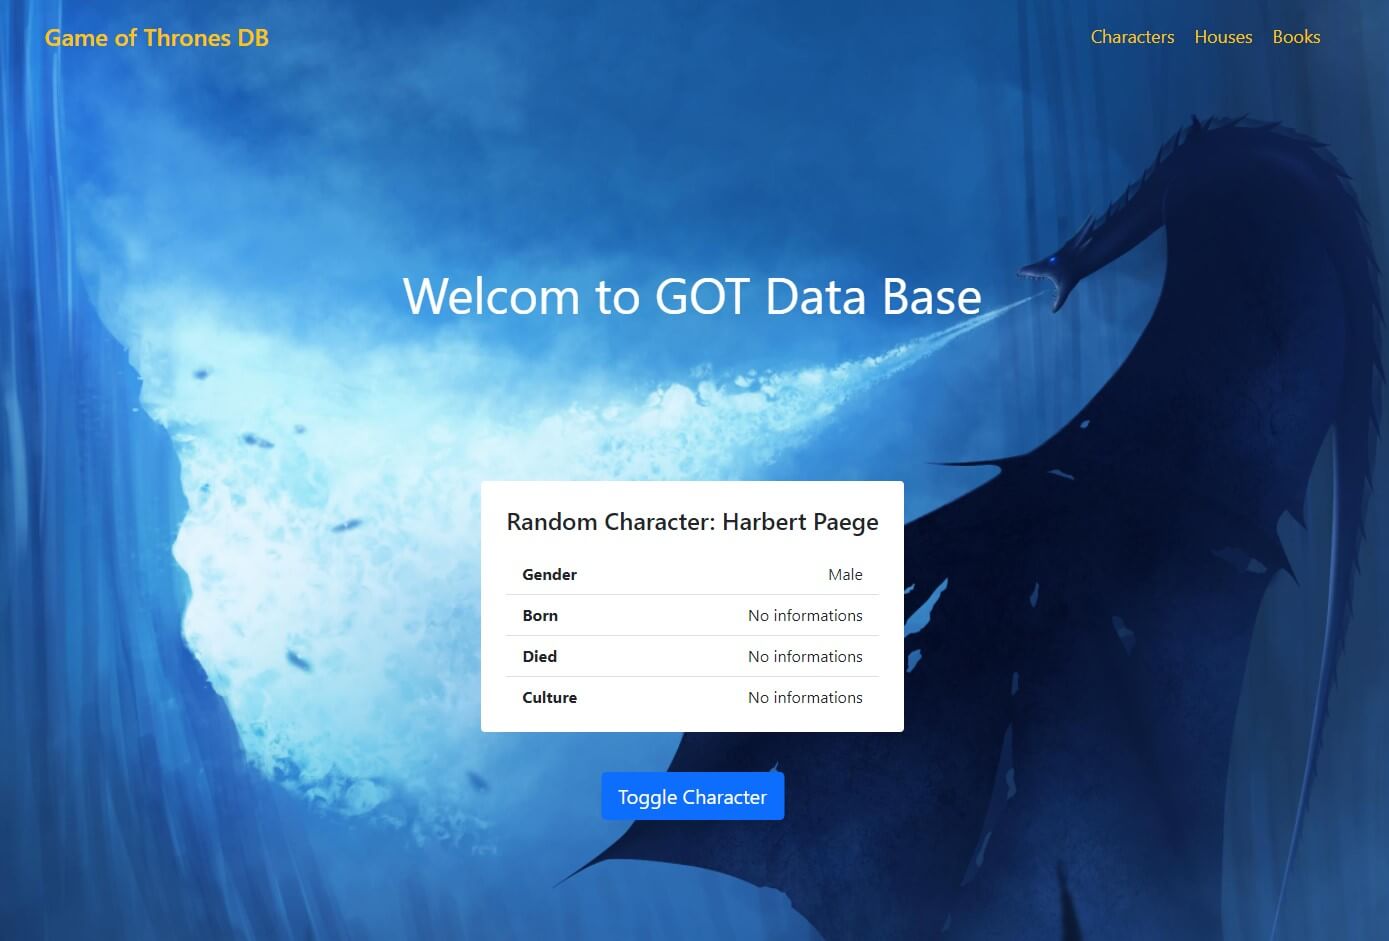 Game of Thrones DB
Characters Houses Books
Welcom to GOT Data Base
Random Character: Harbert Paege
Gender Male
Born No informations
Died No informations
Culture No informations
Toggle Character